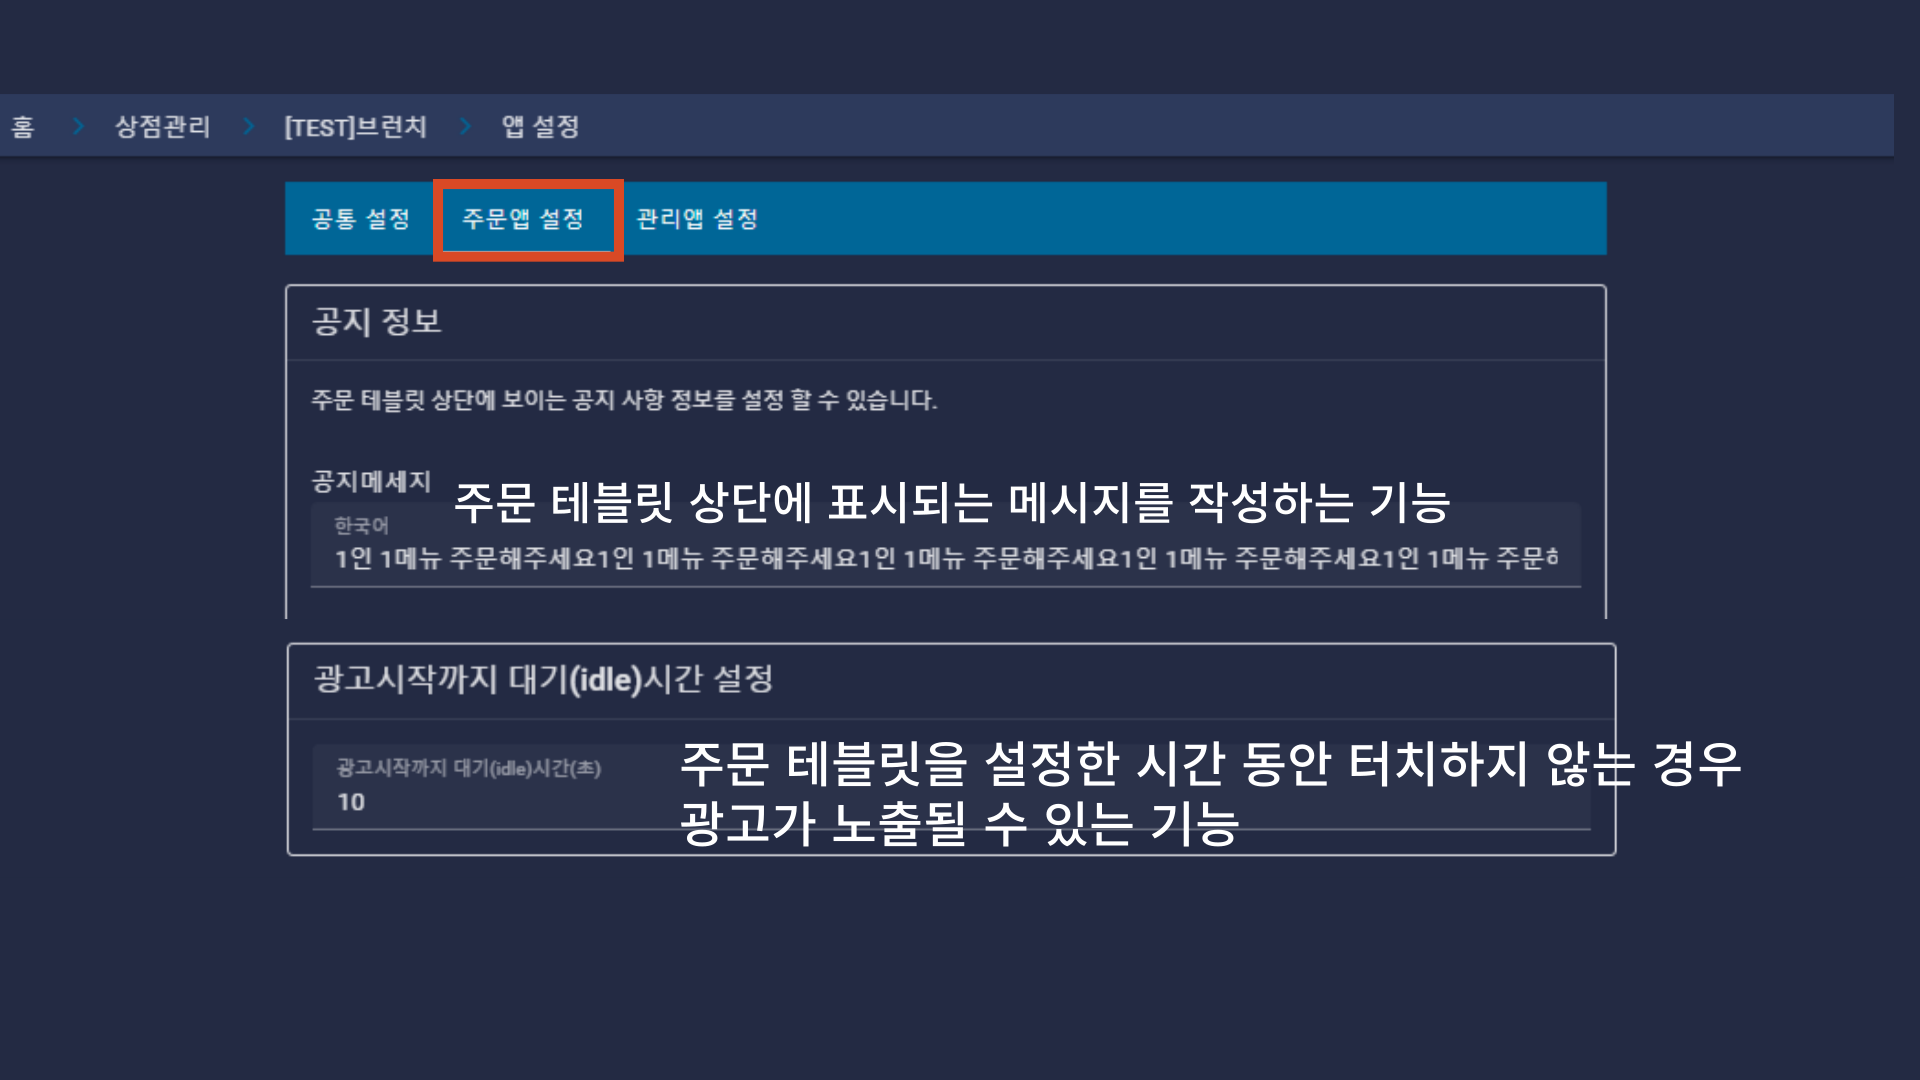 홈 > 상점관리 > [TEST]브런치 > 앱 설정
공통 설정 주문앱 설정 관리앱 설정
공지 정보
주문 테블릿 상단에 보이는 공지 사항 정보를 설정 할 수 있습니다.
공지메세지
주문 테블릿 상단에 표시되는 메시지를 작성하는 기능
한국어
1인 1메뉴 주문해주세요1인 1메뉴 주문해주세요1인 1메뉴 주문해주세요1인 1메뉴 주문해주세요1인 1메뉴 주문
광고시작까지 대기(idle)시간 설정
광고시작까지 대기(idle)시간(초)
10
주문 테블릿을 설정한 시간 동안 터치하지 않는 경우
광고가 노출될 수 있는 기능